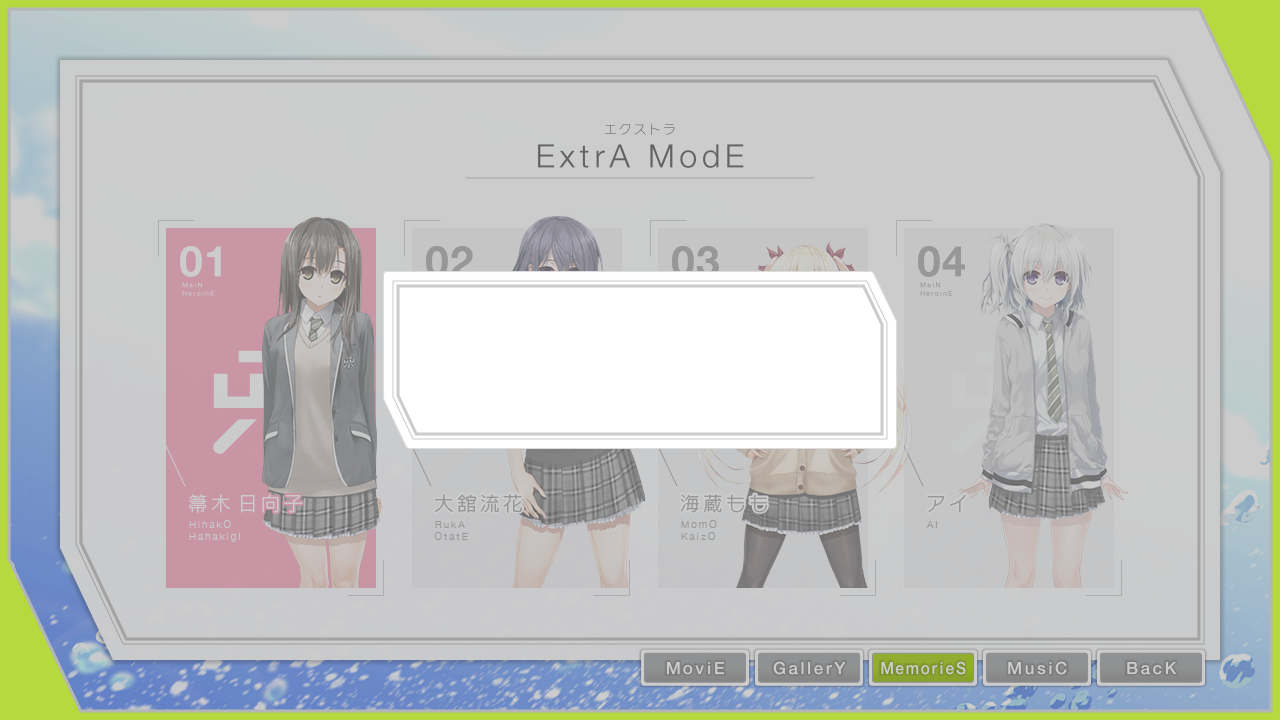 エクストラ
ExtrA ModE
01
MaiN
HeroinE
箒木日向子
HinakO
HanakigI
02
大舘流花
RukA
OtatE
03
海蔵もも
MomO
KaizO
04
MaiN
HeroinE
アイ
AI
MoviE
GallerY
MemorieS
MusiC
BacK